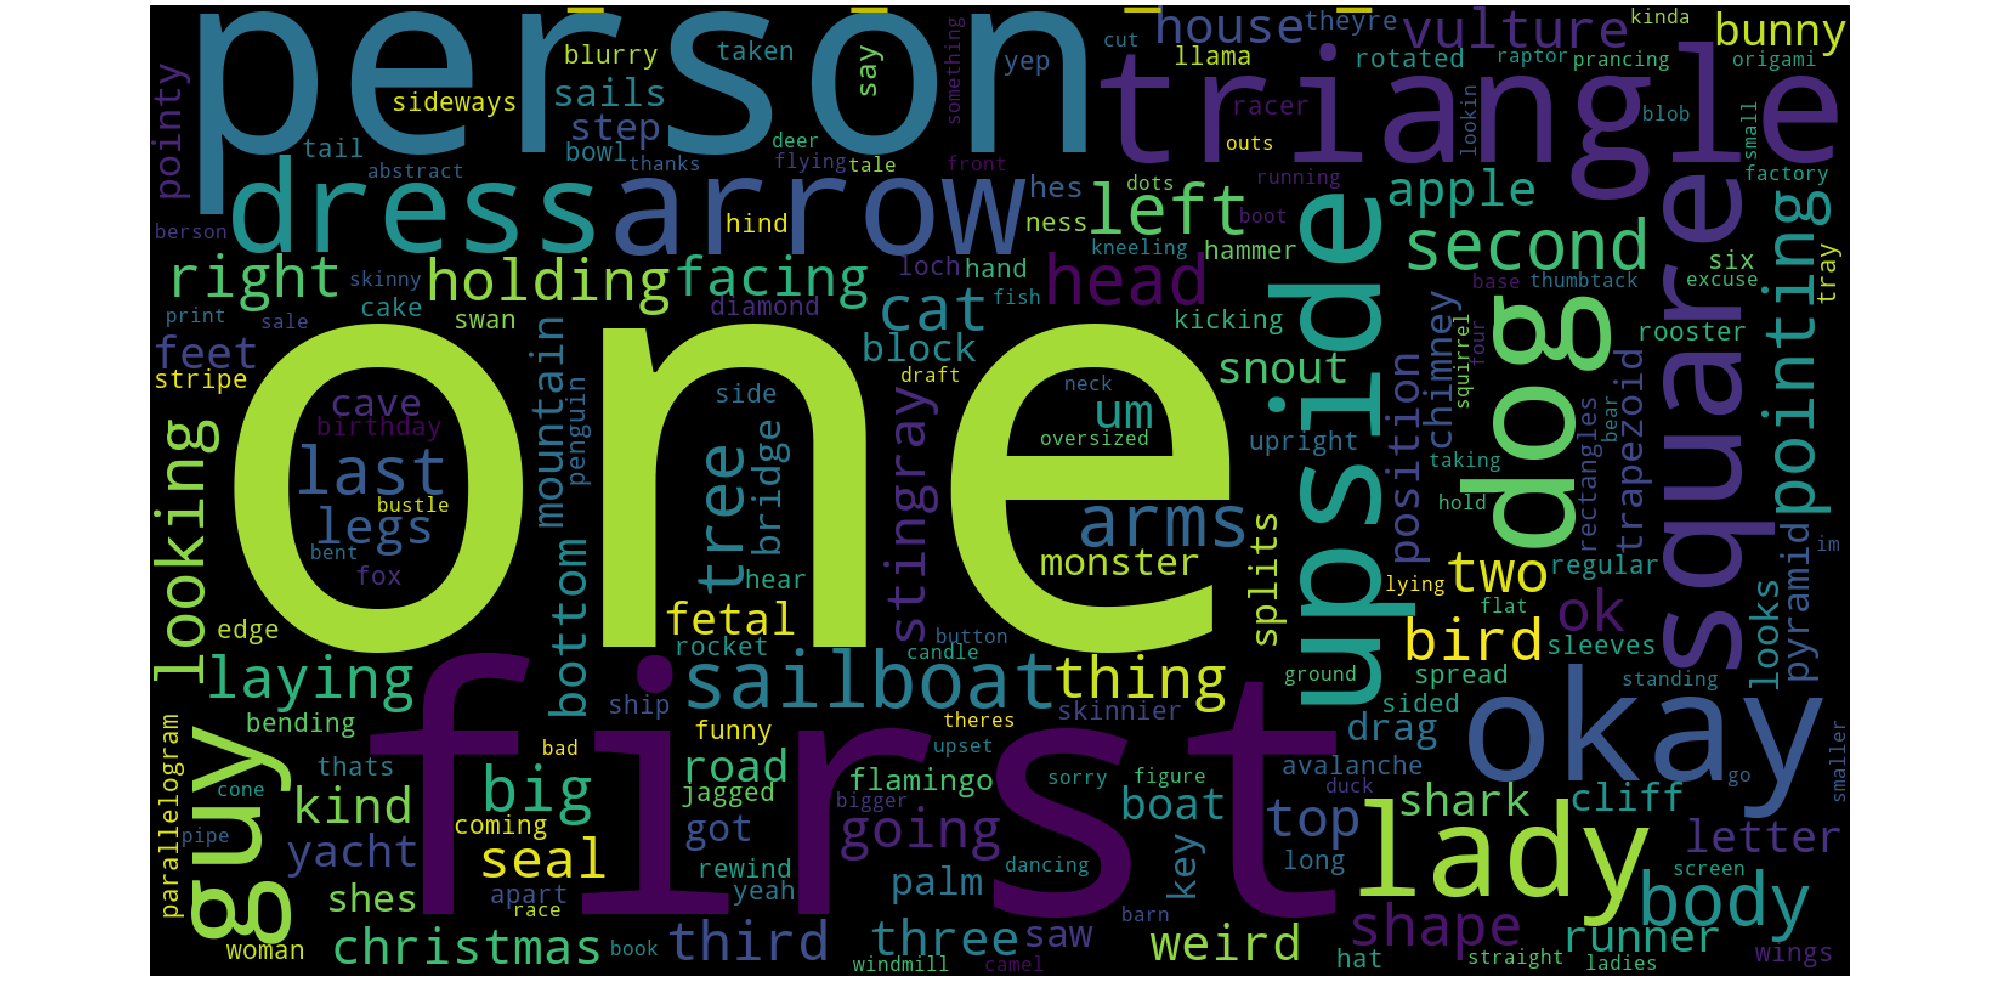 person
one
first
triangle
square
upside
dog
okay
lady
guy
dress
arrow
house
theyre
vulture
kinda
bunny
blurry
taken
say
something
yep
cut
llama
rotated
raptor
prancing
origami
pointy
sideways
sails
step
bowl
racer
outs
lookin
blob
small
factory
tail
abstract
thanks
deer
flying
tale
front
hes
dots
left
running
boot
apple
pointing
berson
hind
ness
kneeling
hammer
second
six
excuse
tray
right
skinny
holding
facing
loch
hand
head
base
thumbtack
print
sale
cake
swan
diamond
cat
fish
kicking
chimney
squirrel
four
rooster
feet
stripe
mountain
penguin
block
draft
snout
position
trapezoid
rectangles
bear
looking
cave
birthday
side
neck
um
oversized
upright
taking
hold
last
bustle
legs
bent
fox
tree
bridge
hear
stingray
arms
monster
splits
two
regular
lying
flat
pyramid
im
edge
bottom
fetal
rocket
button
candle
ok
bird
sleeves
looks
laying
sailboat
thing
ground
spread
standing
ship
skinnier
sided
bending
funny
theres
drag
parallelogram
thats
bad
upset
cone
big
road
jagged
flamingo
sorry
figure
avalanche
duck
go
smaller
kind
coming
got
bigger
going
boat
top
shark
cliff
pipe
yacht
seal
rewind
dancing
long
letter
shes
apart
race
yeah
palm
key
screen
body
woman
christmas
book
third
three
saw
barn
weird
shape
runner
windmill
camel
hat
straight
ladies
wings